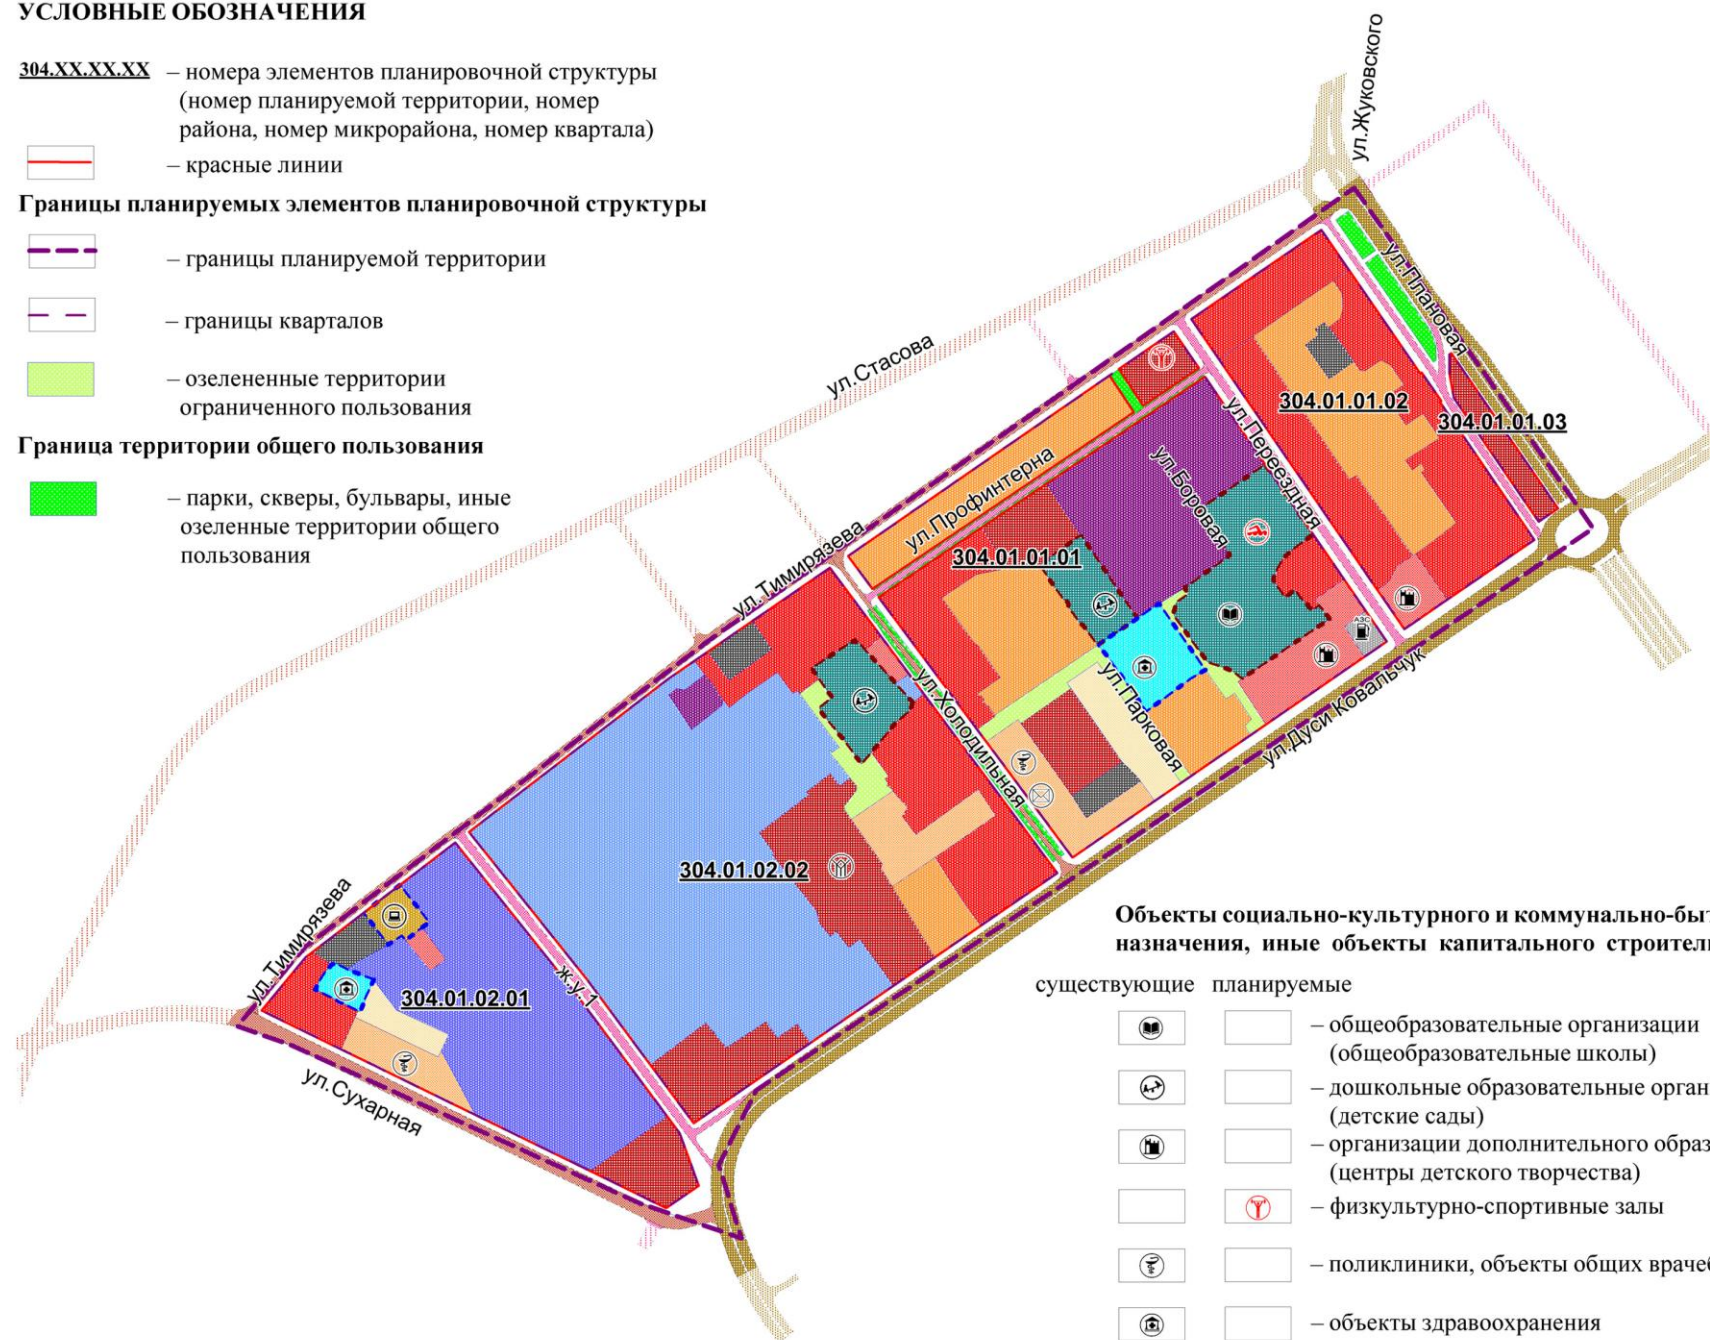 УСЛОВНЫЕ ОБОЗНАЧЕНИЯ
304.XX.XX.XX – номера элементов планировочной структуры
(номер планируемой территории, номер
района, номер микрорайона, номер квартала)
– красные линии
Границы планируемых элементов планировочной структуры
– границы планируемой территории
– границы кварталов
– озелененные территории
ограниченного пользования
Граница территории общего пользования
– парки, скверы, бульвары, иные
озеленные территории общего
пользования
ул.Жуковского
ул.Плановая
ул.Стасова
304.01.01.02
304.01.01.03
ул.Переездная
ул.Боровая
ул.Профинтерна
304.01.01.01
ул.Тимирязева
АЗС
ул.Холодильная
ул.Парковая
ул.Дуси Ковальчук
304.01.02.02
ул.Тимирязева
304.01.02.01
ж.у.1
ул.Сухарная
Объекты социально-культурного и коммунально-быт
назначения, иные объекты капитального строитель
существующие планируемые
– общеобразовательные организации
(общеобразовательные школы)
– дошкольные образовательные орган
(детские сады)
– организации дополнительного образ
(центры детского творчества)
– физкультурно-спортивные залы
– поликлиники, объекты общих врачеб
– объекты здравоохранения